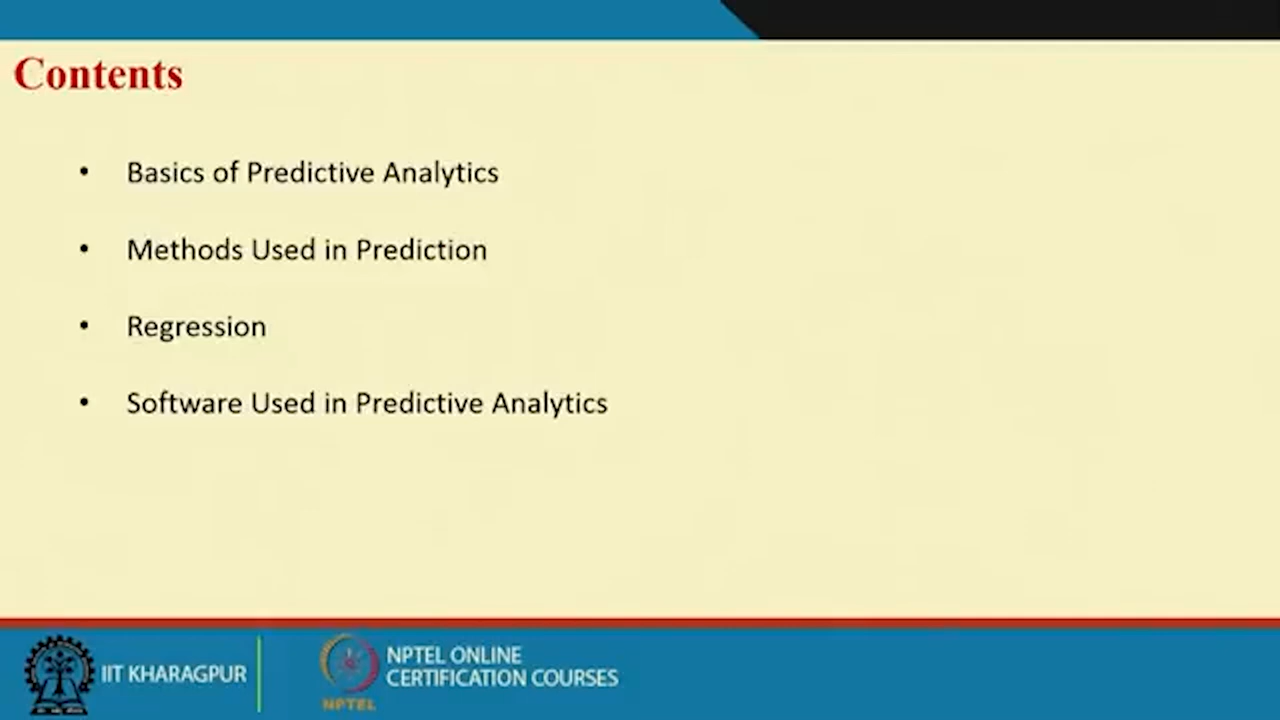 Contents
• Basics of Predictive Analytics
• Methods Used in Prediction
• Regression
• Software Used in Predictive Analytics
IIT KHARAGPUR
NPTEL ONLINE
CERTIFICATION COURSES
NPTEL